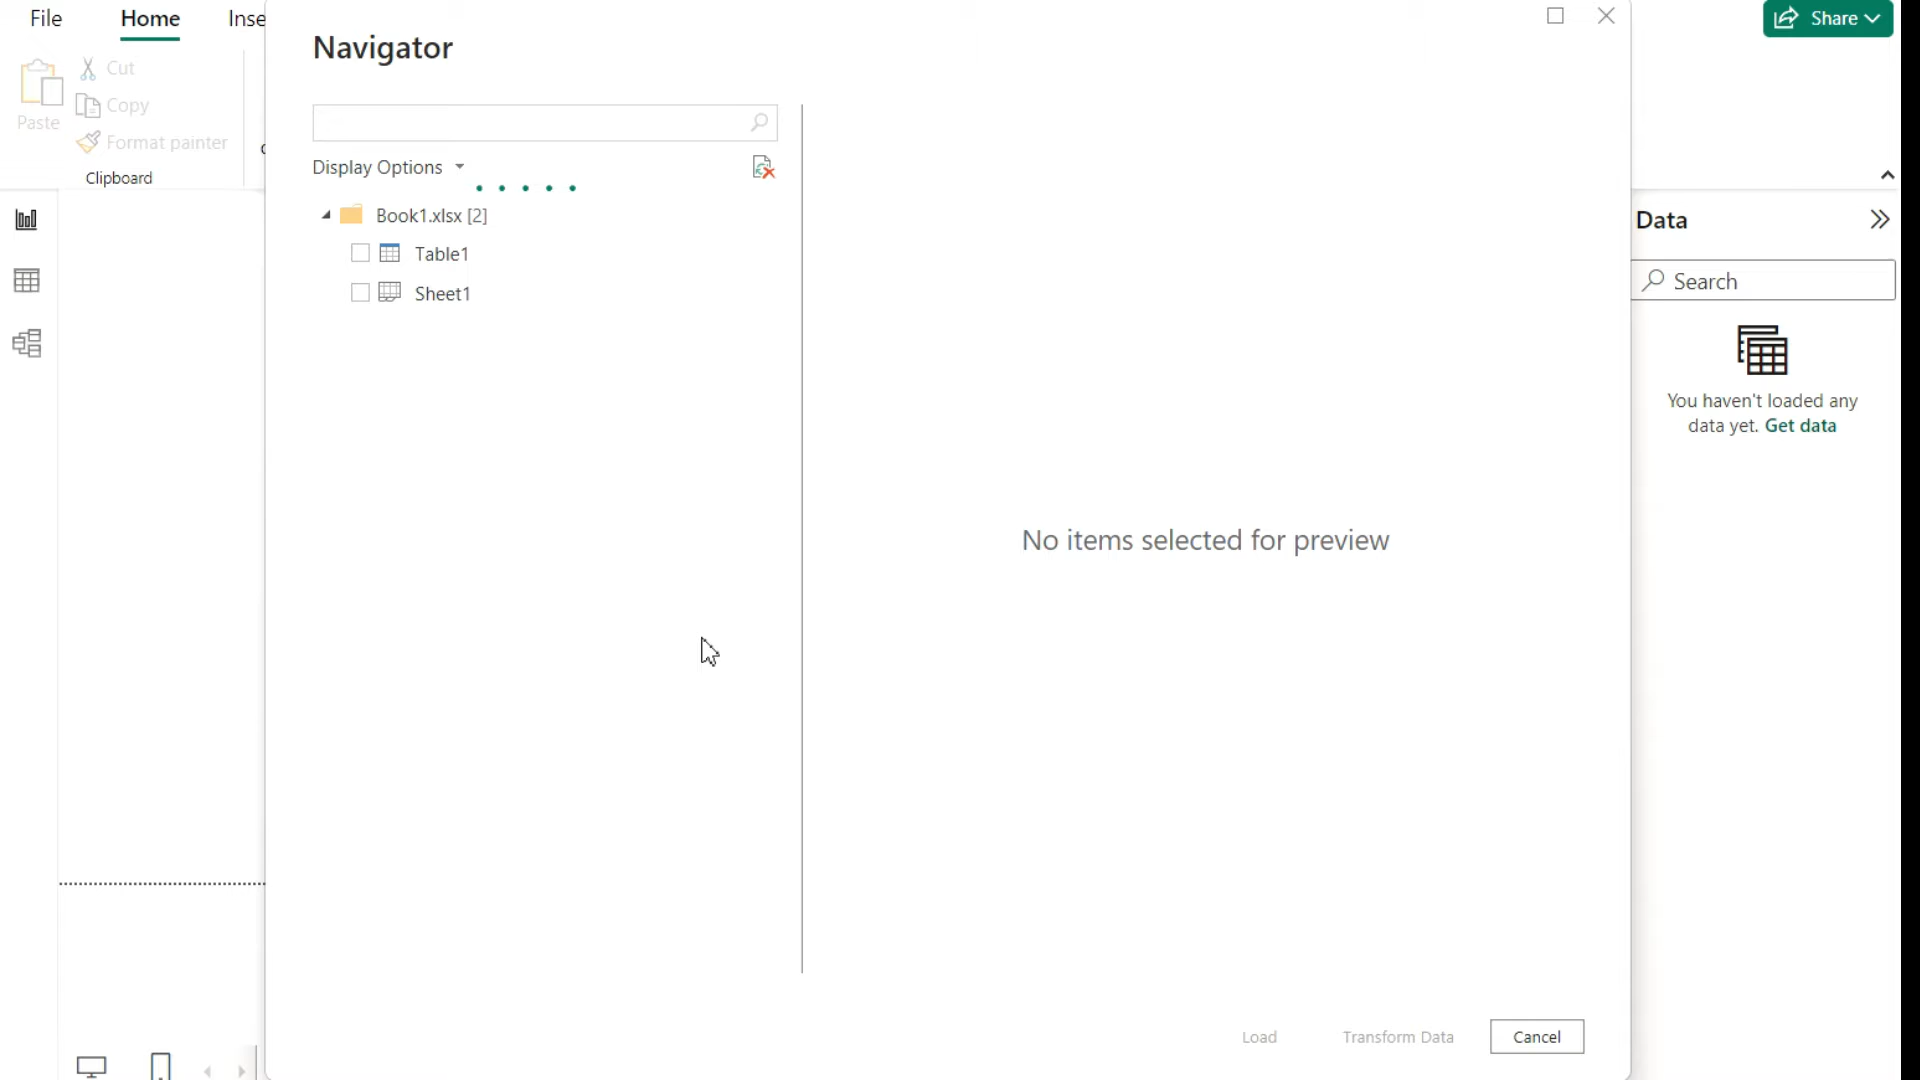 File
Home
Inse
Share
Paste
Cut
Copy
Format painter
Clipboard
Navigator
Display Options
Book1.xlsx [2]
Table1
Sheet1
No items selected for preview
Load
Transform Data
Cancel
Data
Search
You haven't loaded any
data yet. Get data